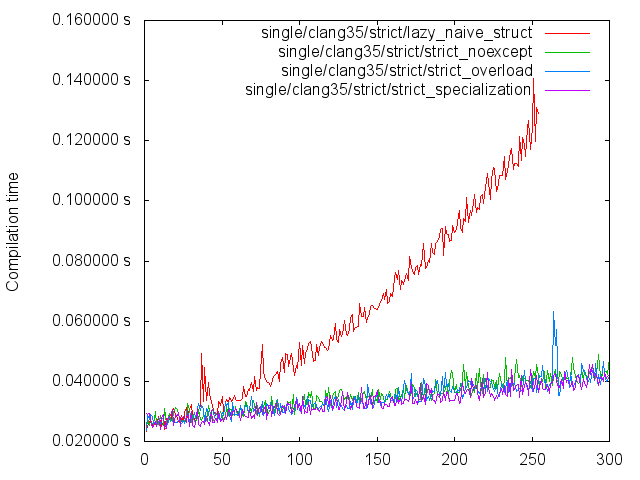 0.160000 s
0.140000 s
0.120000 s
0.100000 s
0.080000 s
0.060000 s
0.040000 s
0.020000 s
Compilation time
single/clang35/strict/lazy_naive_struct
single/clang35/strict/strict_noexcept
single/clang35/strict/strict_overload
single/clang35/strict/strict_specialization
0 50 100 150 200 250 300